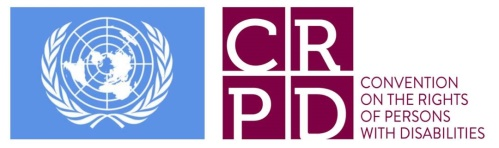 CR
PD
CONVENTION
ON THE RIGHTS
OF PERSONS
WITH DISABILITIES